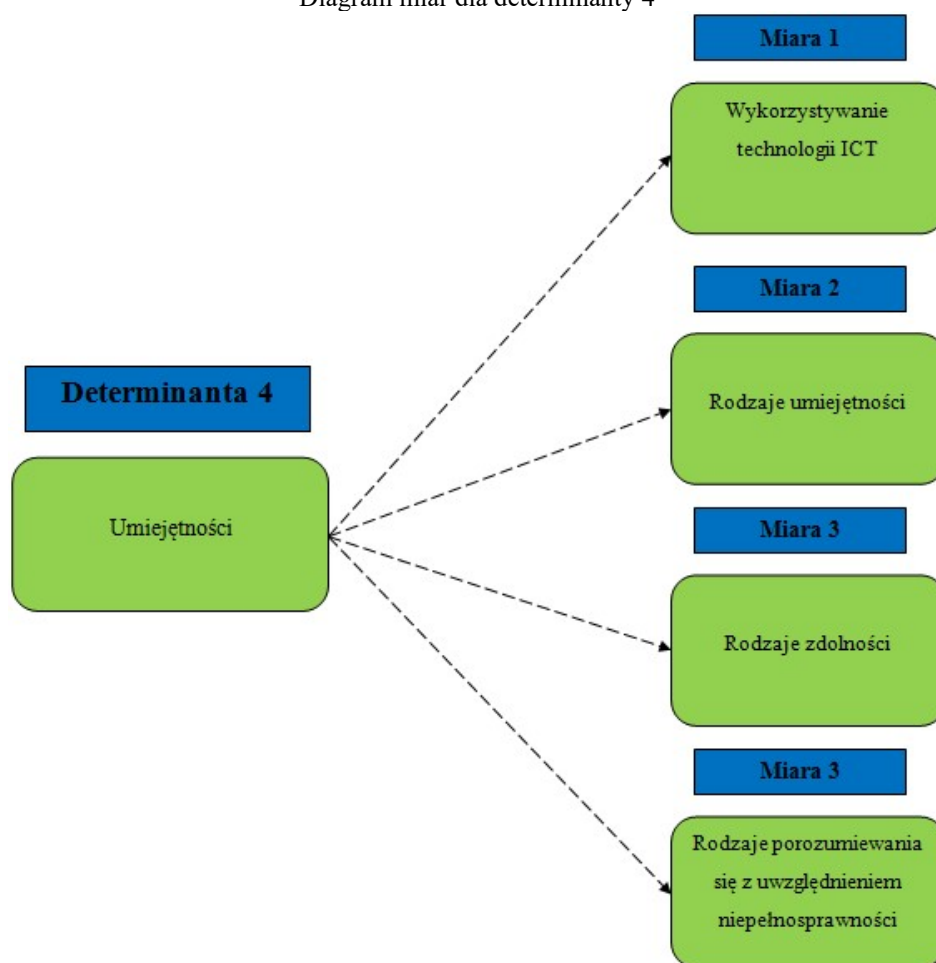 Diagram miar dla determinanty 4
Miara 1
Wykorzystywanie
technologii ICT
Miara 2
Rodzaje umiejętności
Determinanta 4
Umiejętności
Miara 3
Rodzaje zdolności
Miara 3
Rodzaje porozumiewania
się z uwzględnieniem
niepełnosprawności